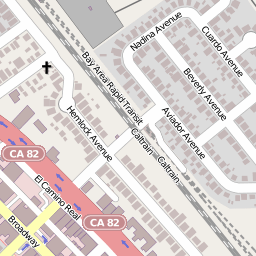 Nadina Avenue
Cuardo Avenue
Bay Area Rapid Transit
Beverly Avenue
Aviador Avenue
Hemlock Avenue
Caltrain
Caltrain
CA 82
El Camino Real
CA 82
Broadway